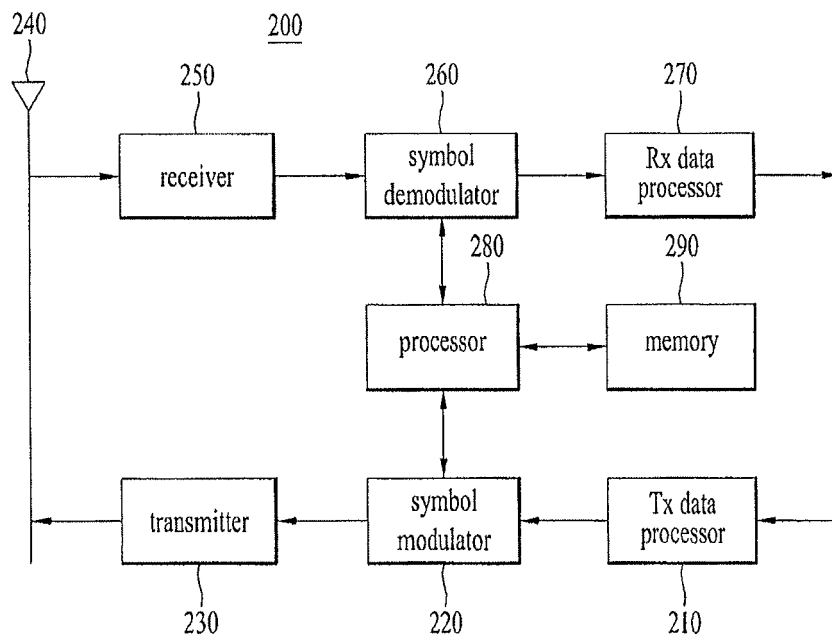 240
200
250
260
270
receiver
symbol
demodulator
Rx data
processor
280
290
processor
memory
transmitter
symbol
modulator
Tx data
processor
230
220
210